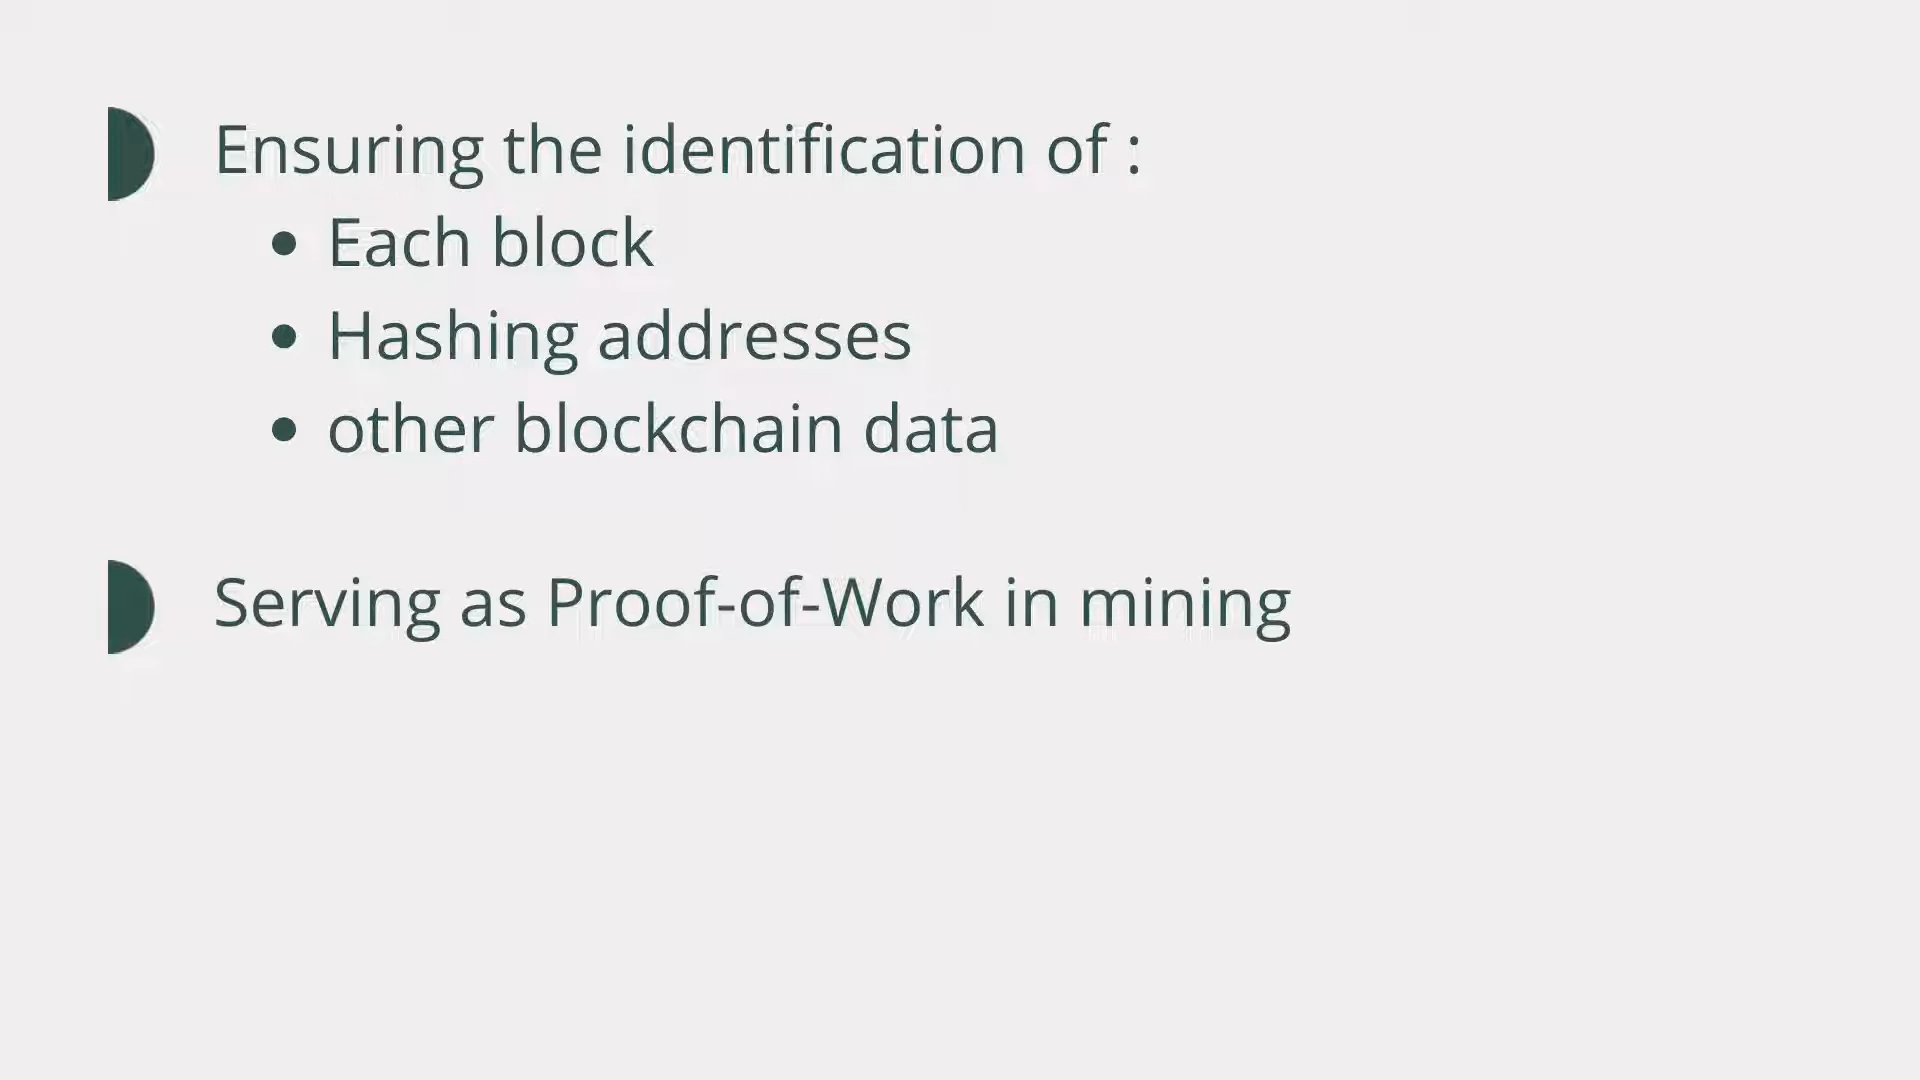 Ensuring the identification of :
• Each block
• Hashing addresses
• other blockchain data
Serving as Proof-of-Work in mining